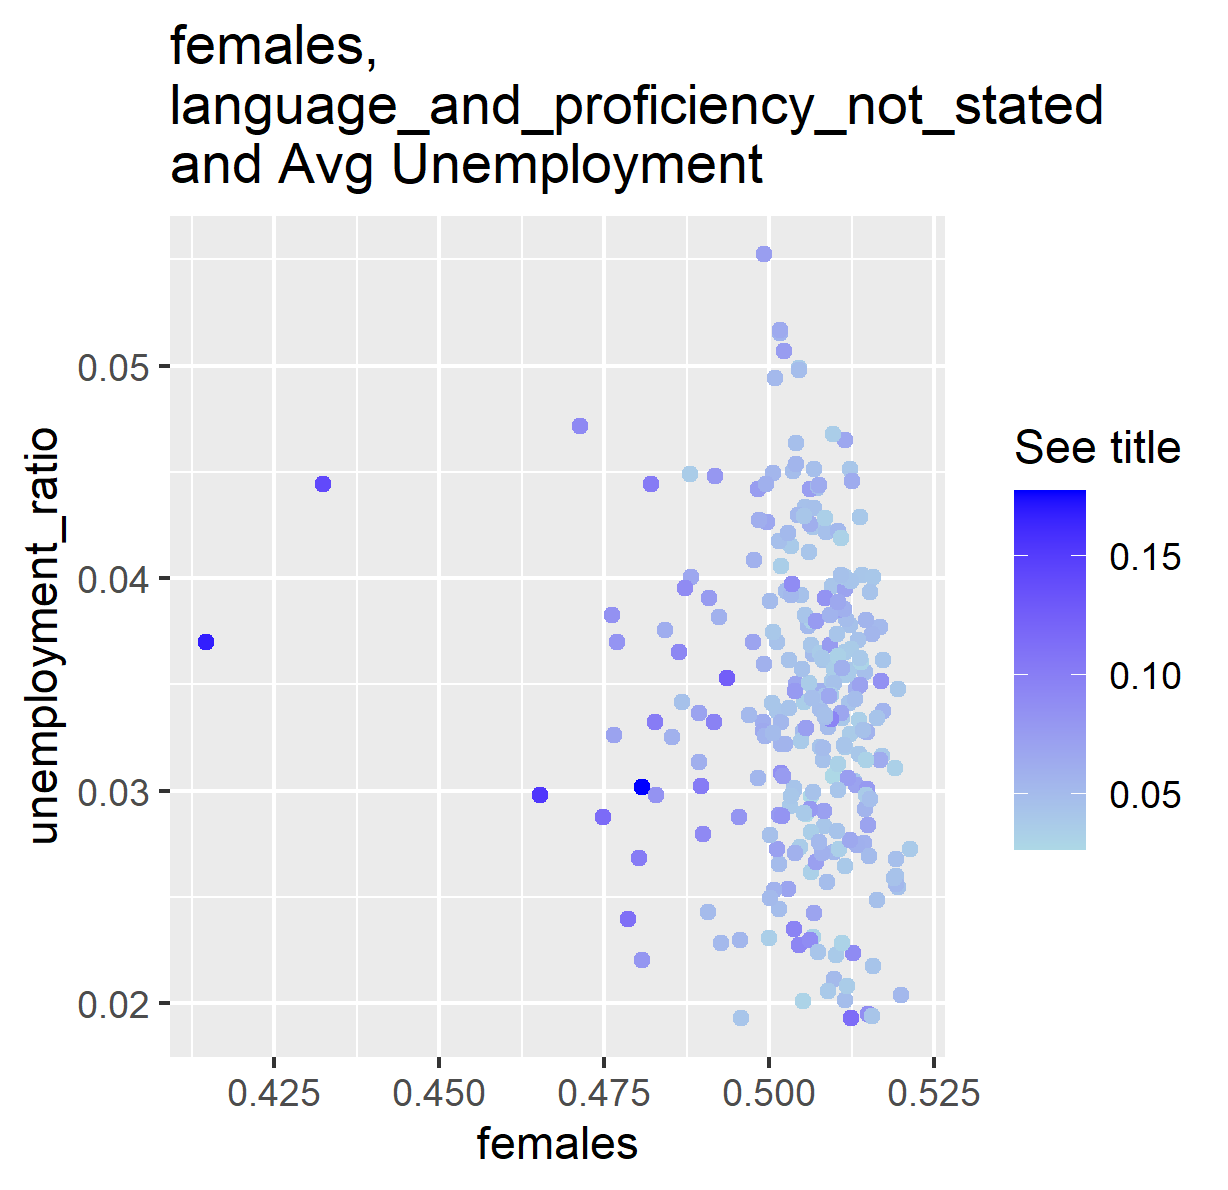 females,
language_and_proficiency_not_stated
and Avg Unemployment
unemployment_ratio
0.05
0.04
0.03
0.02
0.425
0.450
0.475
0.500
0.525
females
See title
0.15
0.10
0.05